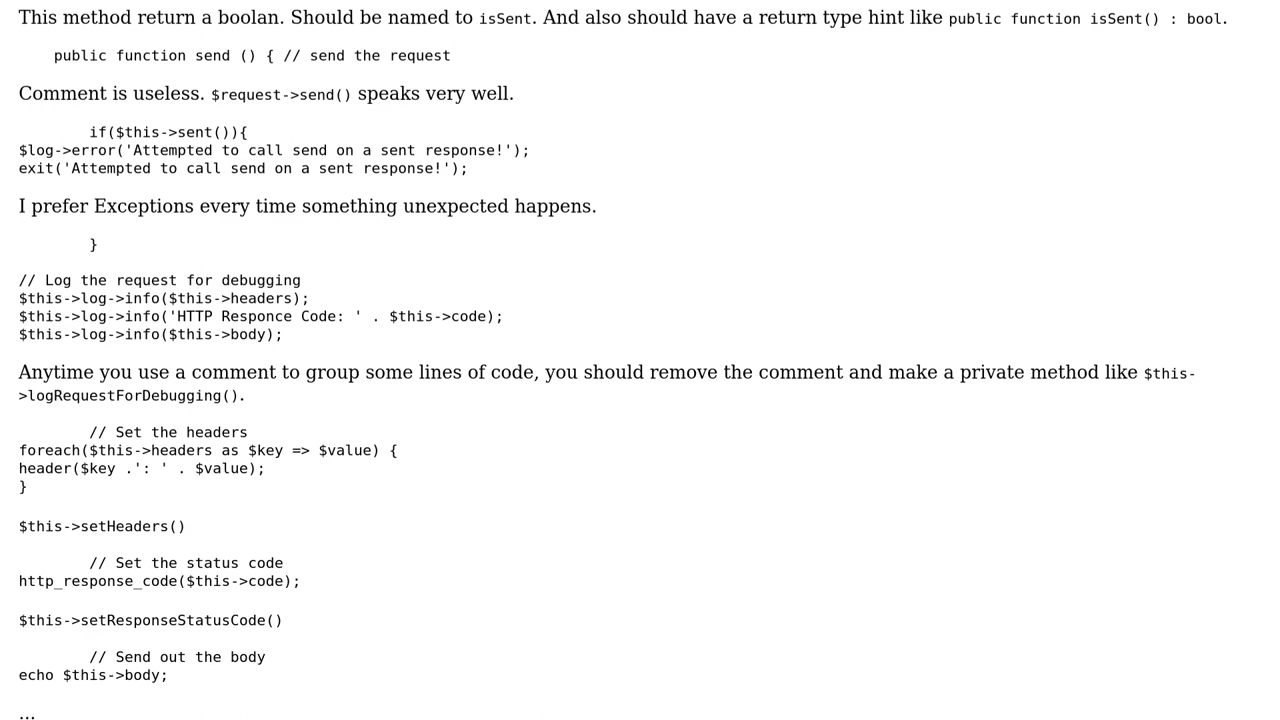 This method return a boolan. Should be named to isSent. And also should have a return type hint like public function isSent() : bool.
public function send () { // send the request
Comment is useless. $request->send() speaks very well.
if($this->sent()){
$log->error('Attempted to call send on a sent response!');
exit('Attempted to call send on a sent response!');
I prefer Exceptions every time something unexpected happens.
}
// Log the request for debugging
$this->log->info($this->headers);
$this->log->info('HTTP Responce Code: ' . $this->code);
$this->log->info($this->body);
Anytime you use a comment to group some lines of code, you should remove the comment and make a private method like $this-
>logRequestForDebugging().
// Set the headers
foreach($this->headers as $key => $value) {
header($key .': ' . $value);
}
$this->setHeaders()
// Set the status code
http_response_code($this->code);
$this->setResponseStatusCode()
// Send out the body
echo $this->body;
...